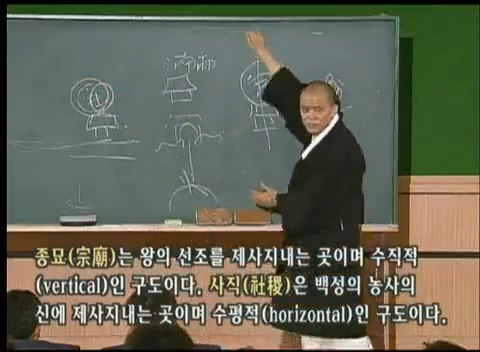 종묘(宗廟)는 왕의 선조를 제사지내는 곳이며 수직적
(vertical)인 구도이다. 사직(社稷)은 백성의 농사의
신에 제사지내는 곳이며 수평적(horizontal)인 구도이다.